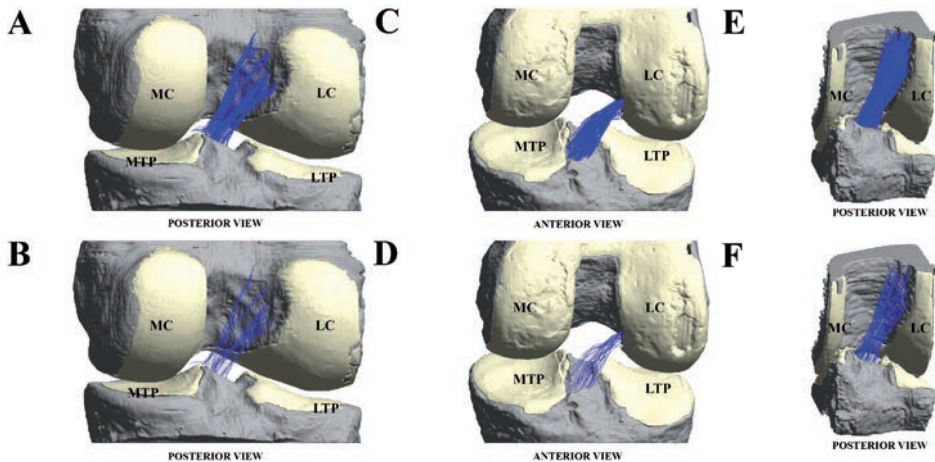 A
MC
LC
MTP
LTP
POSTERIOR VIEW
C
MC
LC
MTP
LTP
ANTERIOR VIEW
E
MC
LC
POSTERIOR VIEW
B
MC
LC
MTP
LTP
POSTERIOR VIEW
D
MC
LC
MTP
LTP
ANTERIOR VIEW
F
MC
LC
POSTERIOR VIEW